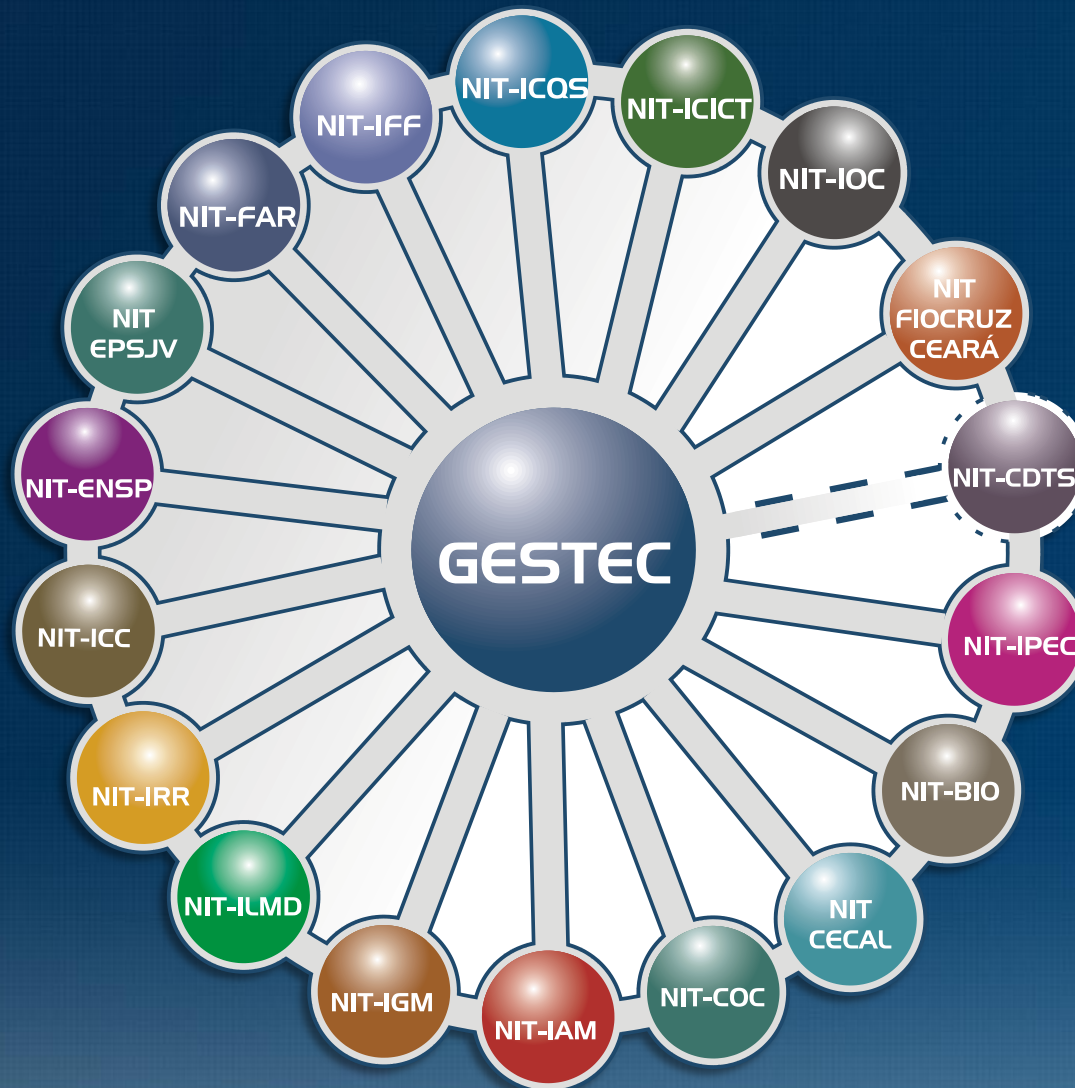 NIT-ICQS
NIT-ICICT
NIT-IFF
NIT-IOC
NIT-FAR
NIT
FIOCRUZ
CEARÁ
NIT
EPSJV
NIT-CDTS
NIT-ENSP
GESTEC
NIT-ICC
NIT-IPEC
NIT-IRR
NIT-BIO
NIT-ILMD
NIT
CECAL
NIT-IGM
NIT-COC
NIT-IAM